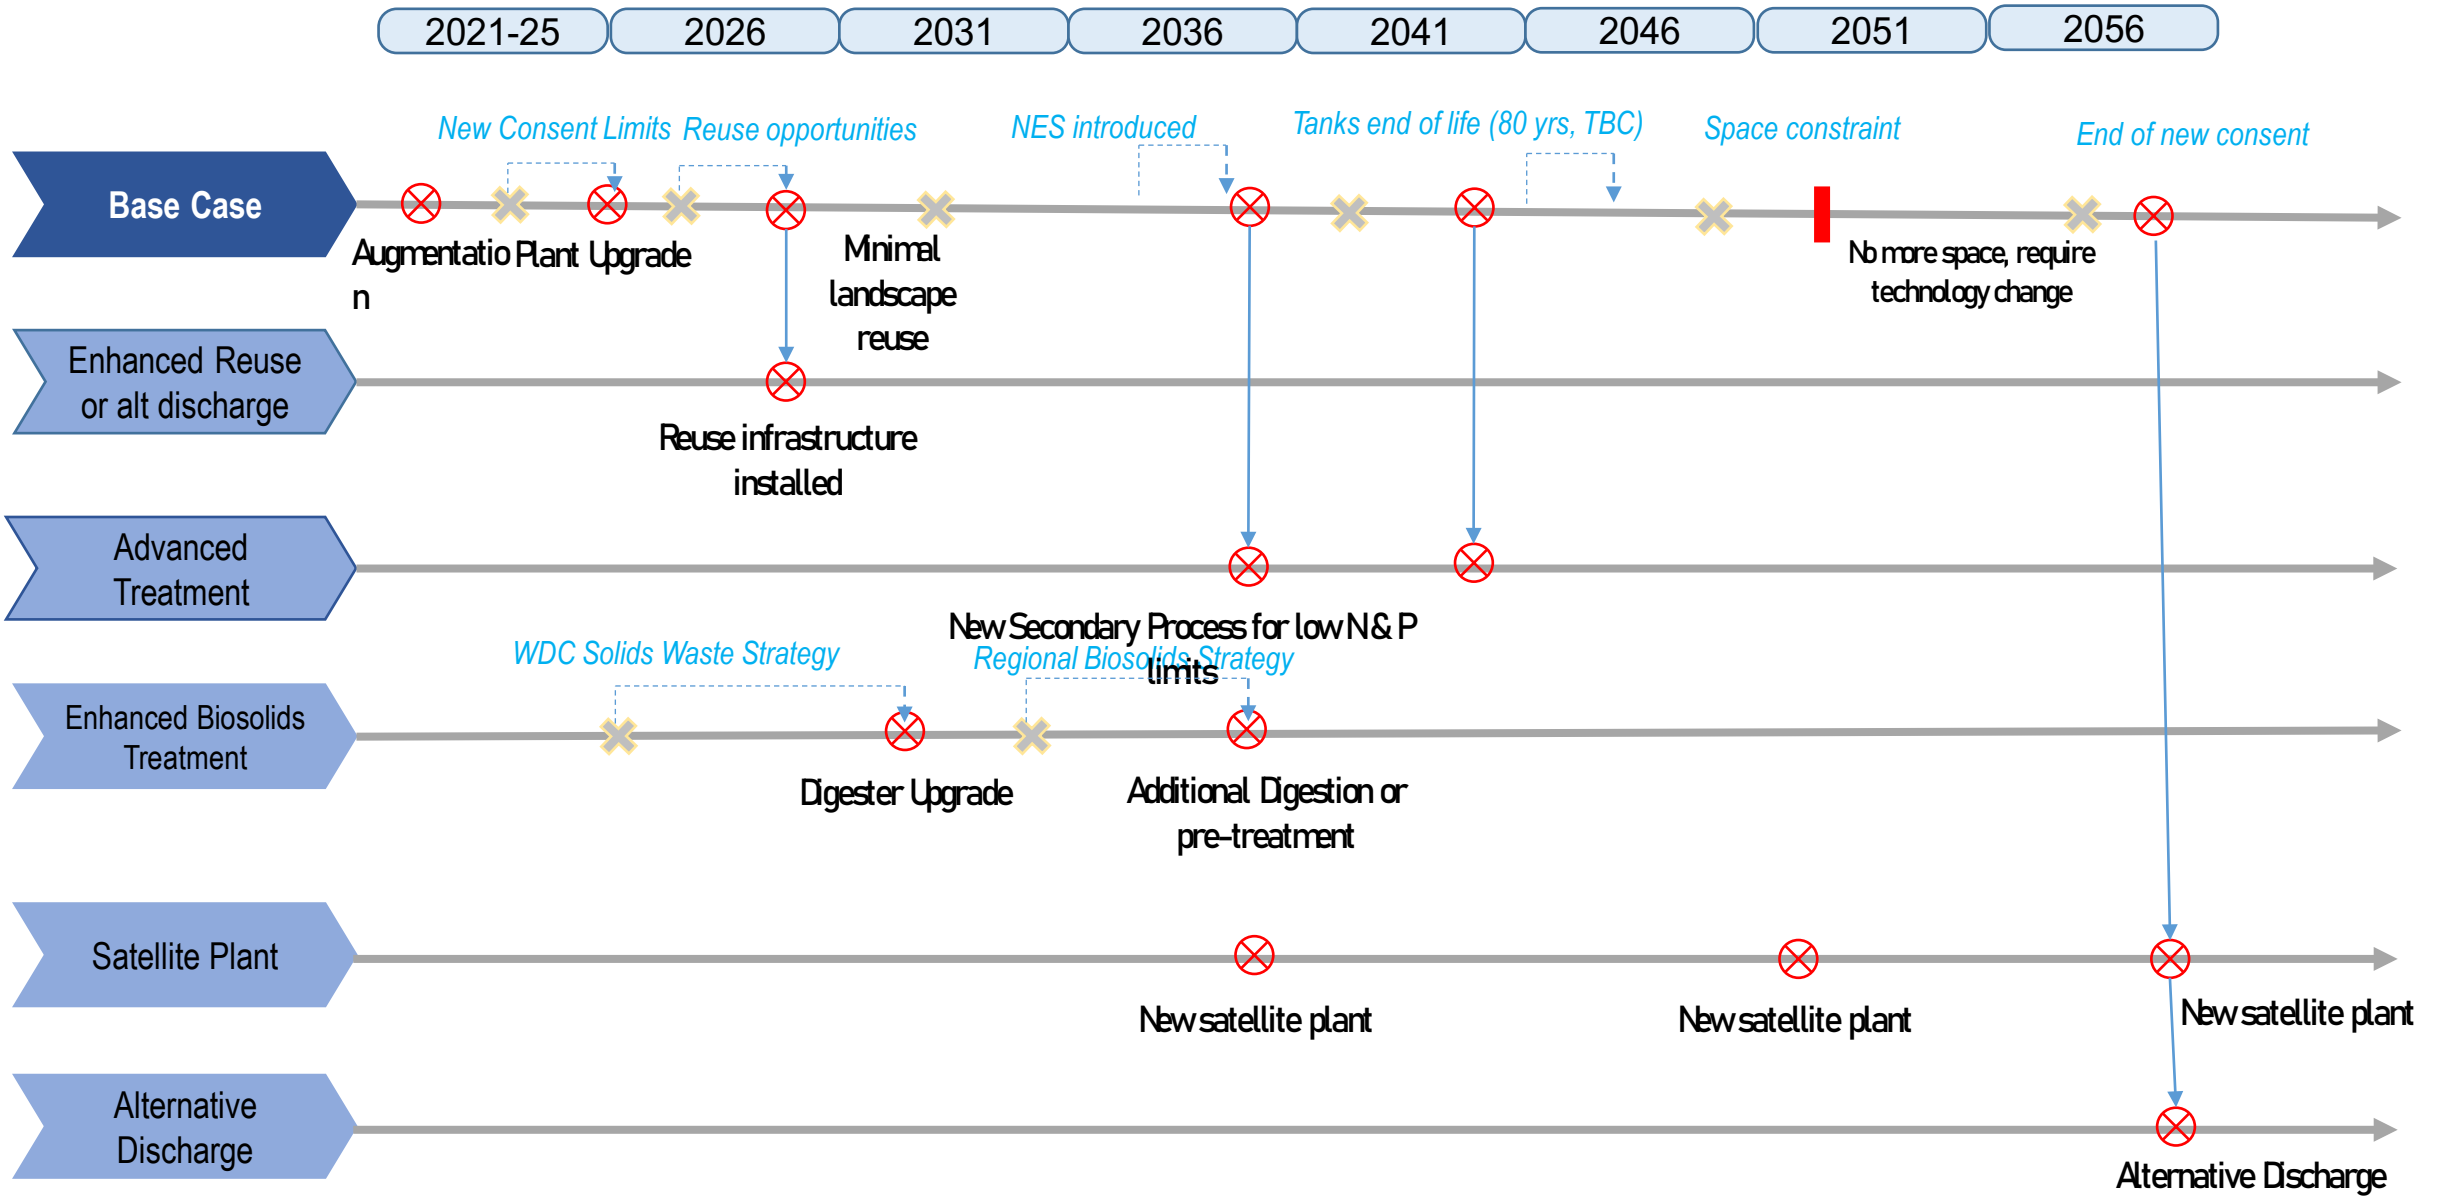 2021-25
2026
2031
2036
2041
2046
2051
2056
New Consent Limits
Reuse opportunities
NES introduced
Tanks end of life (80 yrs, TBC)
Space constraint
End of new consent
Base Case
Augmentatio
n
Plant Upgrade
Minimal
landscape
reuse
No more space, require
technology change
Enhanced Reuse
or alt discharge
Reuse infrastructure
installed
Advanced
Treatment
New Secondary Process for low N & P
limits
WDC Solids Waste Strategy
Regional Biosolids Strategy
Enhanced Biosolids
Treatment
Digester Upgrade
Additional Digestion or
pre-treatment
Satellite Plant
New satellite plant
New satellite plant
New satellite plant
Alternative
Discharge
Alternative Discharge